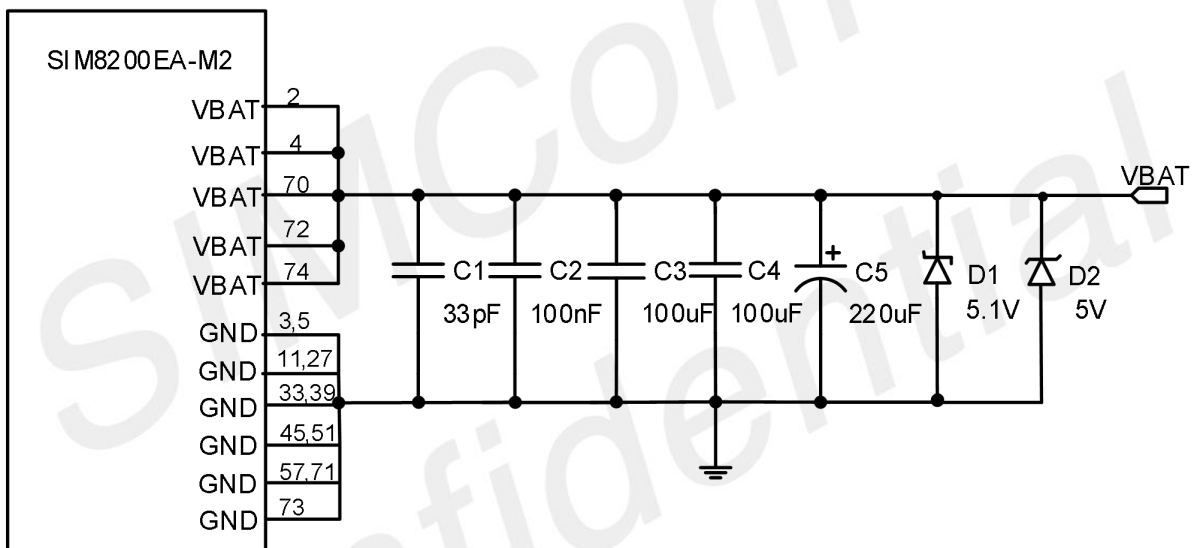 SIM8200EA-M2
VBAT 2
VBAT 4
VBAT 70
VBAT
VBAT 72
VBAT 74
GND 3,5
GND 11,27
GND 33,39
GND 45,51
GND 57,71
GND 73
C1
33pF
C2
100nF
C3
100uF
C4
100uF
+
C5
220uF
D1
5.1V
D2
5V
SIMCom
Confidential